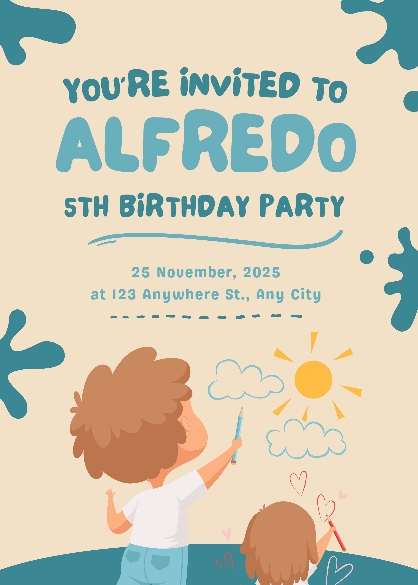 YOU'RE INVITED TO
ALFREDO
5TH BIRTHDAY PARTY
25 November, 2025
at 123 Anywhere St., Any City